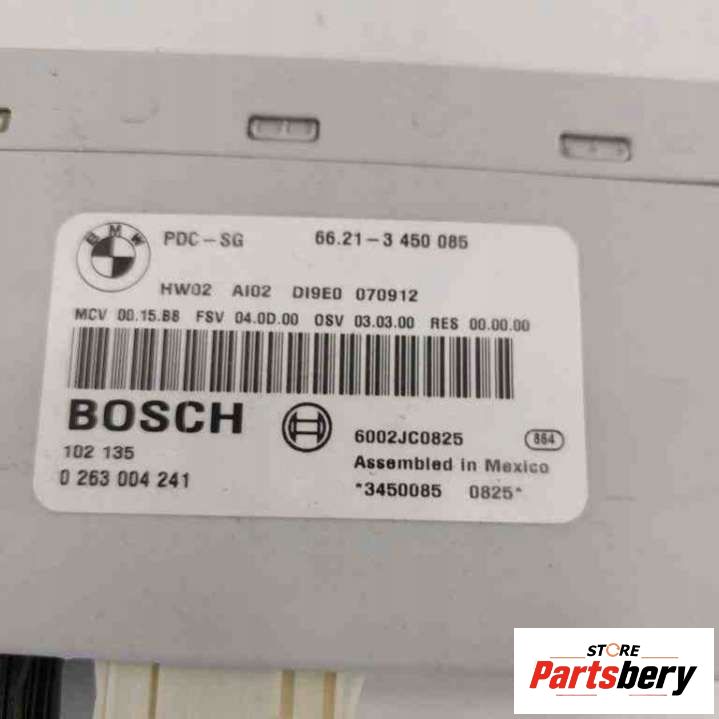 BMW
PDC-SG 66.21-3 450 085
HW02 AI02 DI9E0 070912
MCV 00.15.B8 FSV 04.0D.00 OSV 03.03.00 RES 00.00.00
BOSCH
6002JC0825 864
102 135
Assembled in Mexico
0 263 004 241
*3450085 0825*
STORE
Partsbery